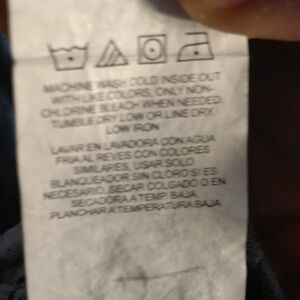 MACHINE WASH COLD INSIDE OUT
WITH LIKE COLORS, ONLY NON-
CHLORINE BLEACH WHEN NEEDED.
TUMBLE DRY LOW OR LINE DRY.
LOW IRON
LAVAR EN LAVADORA CON AGUA
FRIA AL REVES CON COLORES
SIMILARES, USAR SOLO
BLANQUEADOR SIN CLORO S/ ES
NECESARIO, SECAR COLGADO O EN
SECADORA A TEMP. BAJA,
PLANCHAR A TEMPERATURA BAJA